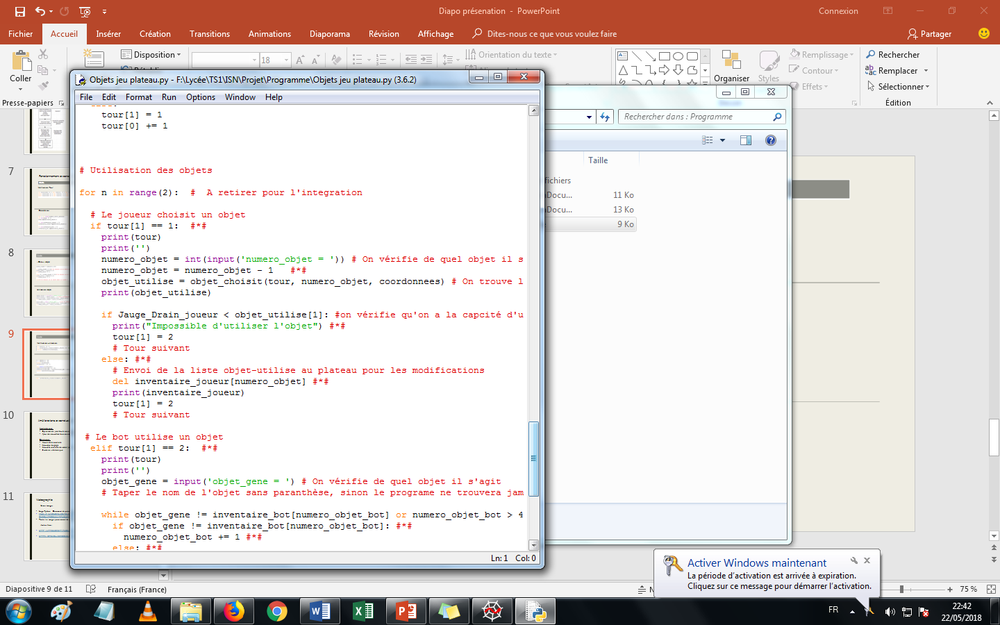 Diapo présenation - PowerPoint
Connexion
Fichier Accueil Insérer Création Transitions Animations Diaporama Révision Affichage Dites-nous ce que vous voulez faire Partager
Coller
Presse-papiers
Disposition
18
Orientation du texte
Organiser
Styles
Remplissage
Contour
Effets
Rechercher
Remplacer
Sélectionner
Édition
Objets jeu plateau.py - F:\Lycée\TS1\ISN\Projet\Programme\Objets jeu plateau.py (3.6.2)
File Edit Format Run Options Window Help
tour[1] = 1
tour[0] += 1
# Utilisation des objets
for n in range(2):  #  A retirer pour l'integration
# Le joueur choisit un objet
if tour[1] == 1:  #*#
print(tour)
print('')
numero_objet = int(input('numero_objet = ')) # On vérifie de quel objet il s
numero_objet = numero_objet - 1   #*#
objet_utilise = objet_choisit(tour, numero_objet, coordonnees) # On trouve l
print(objet_utilise)
if Jauge_Drain_joueur < objet_utilise[1]: #on vérifie qu'on a la capcité d'u
print("Impossible d'utiliser l'objet") #*#
tour[1] = 2
# Tour suivant
else: #*#
# Envoi de la liste objet-utilise au plateau pour les modifications
del inventaire_joueur[numero_objet] #*#
print(inventaire_joueur)
tour[1] = 2
# Tour suivant
# Le bot utilise un objet
elif tour[1] == 2:  #*#
print(tour)
print('')
objet_gene = input('objet_gene = ') # On vérifie de quel objet il s'agit
# Taper le nom de l'objet sans paranthèse, sinon le programe ne trouvera jam
while objet_gene != inventaire_bot[numero_objet_bot] or numero_objet_bot > 4
if objet_gene != inventaire_bot[numero_objet_bot]: #*#
numero_objet_bot += 1 #*#
else: #*#
Ln: 1 Col: 0
Rechercher dans : Programme
Taille
fichiers
Docu... 11 Ko
Docu... 13 Ko
9 Ko
7
8
9
10
11
Activer Windows maintenant
La période d'activation est arrivée à expiration.
Cliquez sur ce message pour démarrer l'activation.
Diapositive 9 de 11 Français (France)
75 %
FR
22:42
22/05/2018